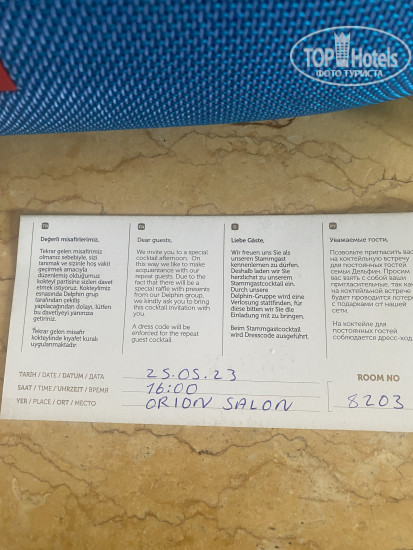 TOP Hotels
ФОТО ТУРИСТА
TR
Değerli misafirlerimiz,
Tekrar gelen misafirimiz
olmanız sebebiyle, sizi
tanımak ve sizinle hoş vakit
geçirmek amacıyla
düzenlemiş olduğumuz
kokteyl partisine sizleri davet
etmek istiyoruz. Kokteylimiz
esnasında Delphin grup
tarafından çekiliş
yapılacağından dolayı, lütfen
bu davetiyeyi yanınıza
getiriniz.
Tekrar gelen misafir
kokteylinde kıyafet kuralı
uygulanmaktadır.
EN
Dear guests,
We invite you to a special
cocktail afternoon. On
this way we like to make
acquaintance with our
repeat guests. Due to the
fact that there will be a
special raffle with presents
from our Delphin group,
we kindly ask you to bring
this cocktail invitation with
you.
A dress code will be
enforced for the repeat
guest cocktail.
Liebe Gäste,
Wir freuen uns Sie als
unseren Stammgast
kennenlernen zu dürfen.
Deshalb laden wir Sie
herzlichst zu unserem
Stammgastcocktail ein.
Durch unsere
Delphin-Gruppe wird eine
Verlosung stattfinden, für
diese bitten wir Sie die
Einladung mit zu bringen.
Beim Stammgastcocktail
wird Dresscode ausgeführt.
Уважаемые гости,
Позвольте пригласить вас
на коктейльную встречу
для постоянных гостей
семьи Делфин. Просим
вас взять с собой ваши
пригласительные, так как
на коктейльной встрече
будет проводится лотерея
с подарками от нашей
сети.
На коктейле для
постоянных гостей
соблюдается дресс-код.
TARİH / DATE / DATUM / ДАТА 25.05.23
SAAT / TIME / UHRZEIT / ВРЕМЯ 16:00
YER / PLACE / ORT / МЕСТО ORION SALON
ROOM NO
8203